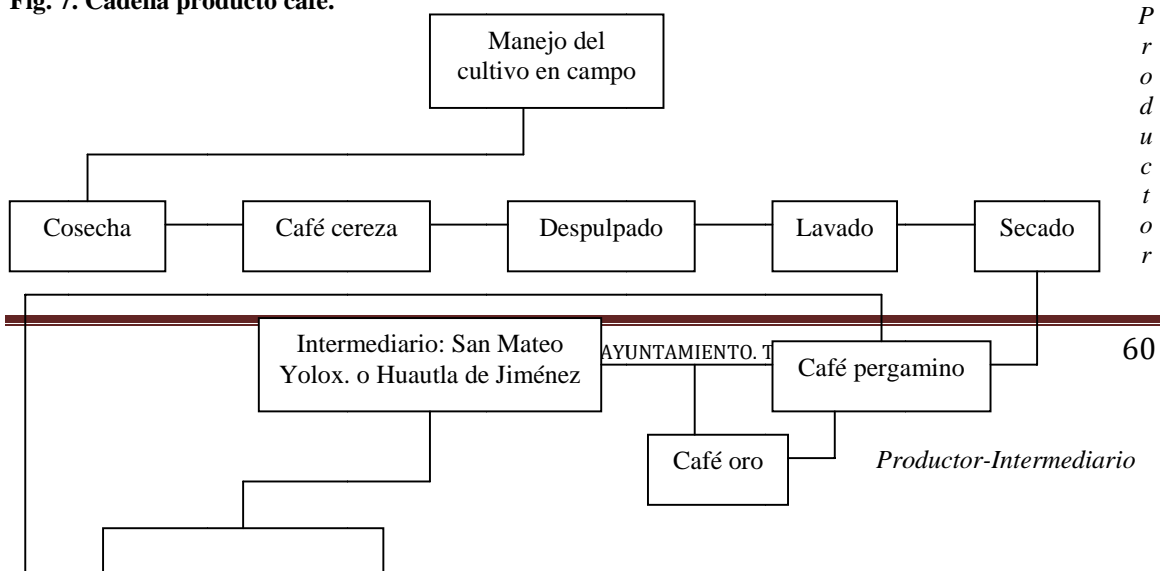 Fig. 7. Cadena producto café.
Manejo del
cultivo en campo
Productor
Cosecha
Café cereza
Despulpado
Lavado
Secado
Intermediario: San Mateo
Yolox. o Huautla de Jiménez
AYUNTAMIENTO. T
Café pergamino
60
Café oro
Productor-Intermediario